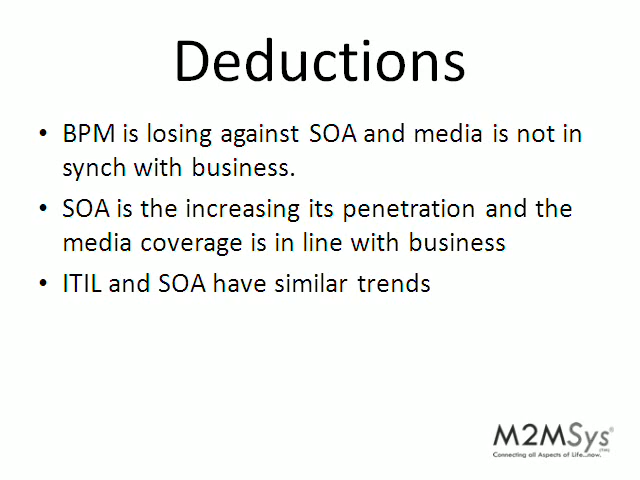 Deductions
• BPM is losing against SOA and media is not in
synch with business.
• SOA is the increasing its penetration and the
media coverage is in line with business
• ITIL and SOA have similar trends
M2MSys®
(TM)
Connecting all Aspects of Life...now.